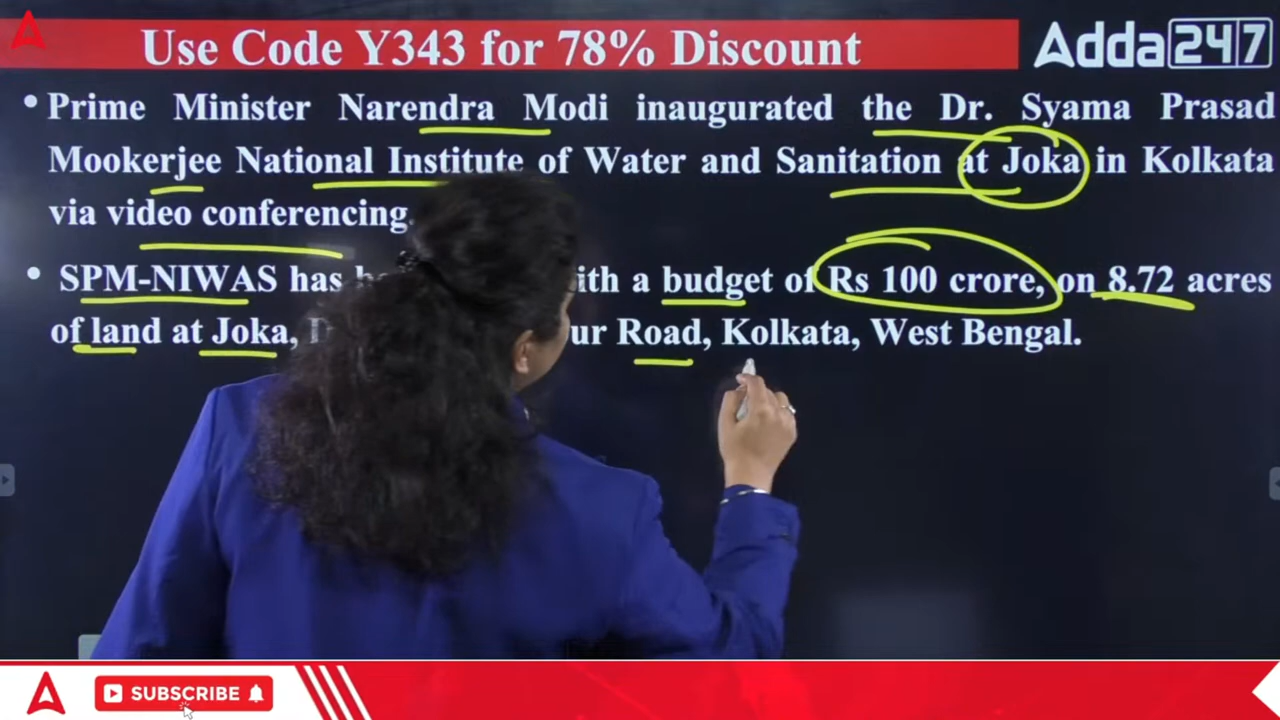 Use Code Y343 for 78% Discount
Adda247
• Prime Minister Narendra Modi inaugurated the Dr. Syama Prasad
Mookerjee National Institute of Water and Sanitation at Joka in Kolkata
via video conferencing.
• SPM-NIWAS has with a budget of Rs 100 crore, on 8.72 acres
of land at Joka, Road, Kolkata, West Bengal.
SUBSCRIBE